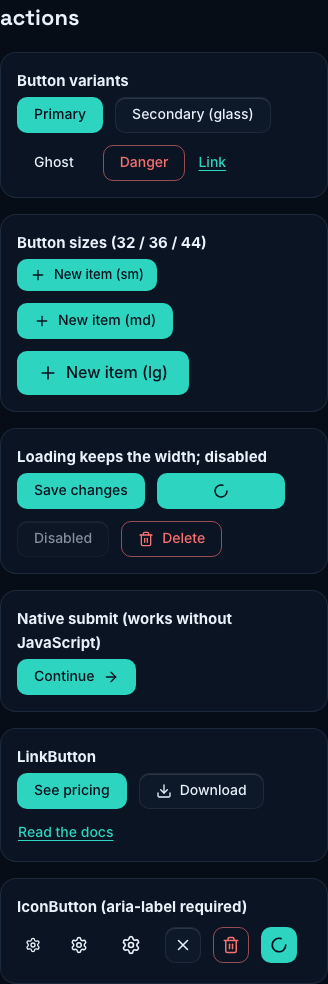 actions
Button variants
Primary
Secondary (glass)
Ghost
Danger
Link
Button sizes (32 / 36 / 44)
New item (sm)
New item (md)
New item (lg)
Loading keeps the width; disabled
Save changes
Disabled
Delete
Native submit (works without
JavaScript)
Continue
LinkButton
See pricing
Download
Read the docs
IconButton (aria-label required)